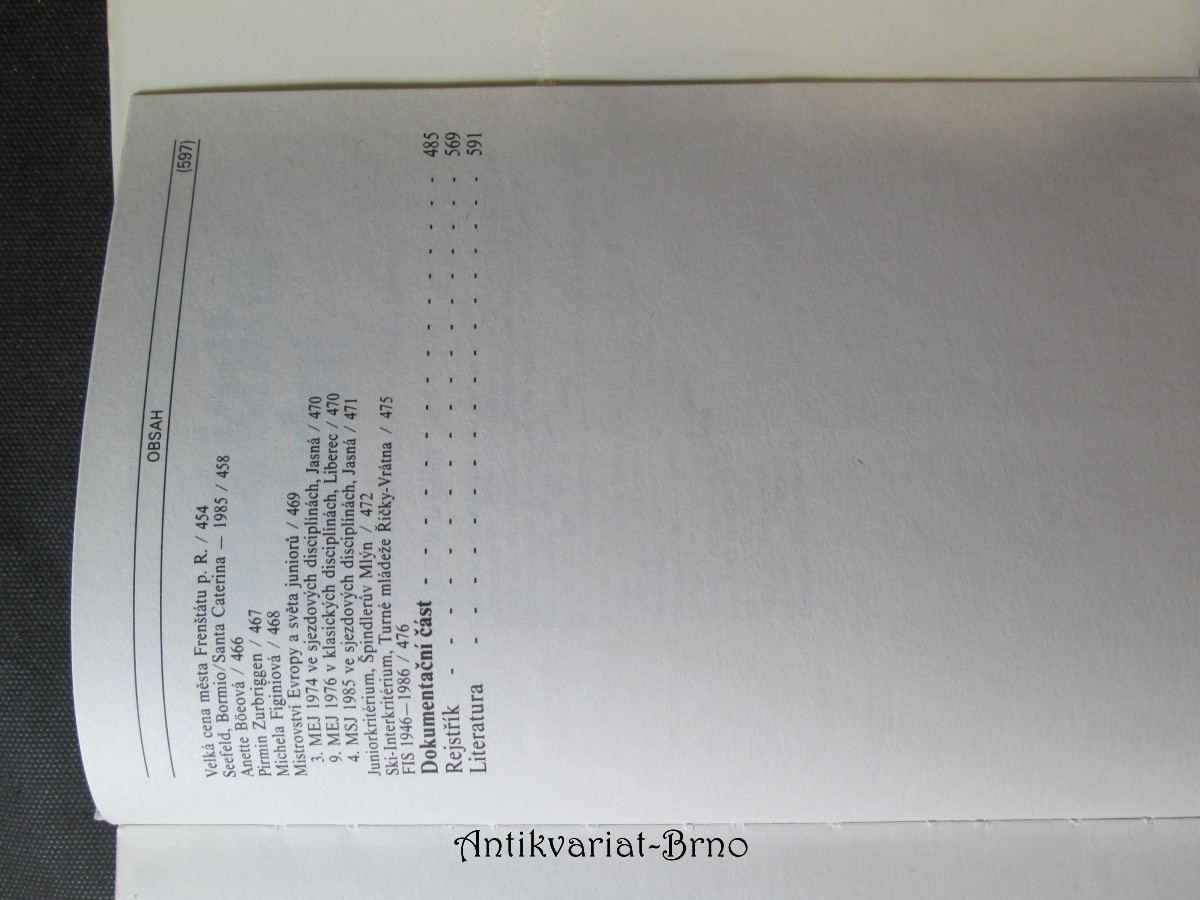 OBSAH
(597)
Velká cena města Frenštátu p. R. / 454
Seefeld, Bormio/Santa Caterina — 1985 / 458
Anette Böeová / 466
Pirmin Zurbriggen / 467
Michela Figiniová / 468
Mistrovství Evropy a světa juniorů / 469
3. MEJ 1974 ve sjezdových disciplínách, Jasná / 470
9. MEJ 1976 v klasických disciplínách, Liberec / 470
4. MSJ 1985 ve sjezdových disciplínách, Jasná / 471
Juniorkritérium, Špindlerův Mlýn / 472
Ski-Interkritérium, Turné mládeže Říčky-Vrátna / 475
FIS 1946—1986 / 476
Dokumentační část - - - - - - - - - - - - - - - - 485
Rejstřík - - - - - - - - - - - - - - - - - - - 569
Literatura - - - - - - - - - - - - - - - - - - 591
Antikvariat-Brno